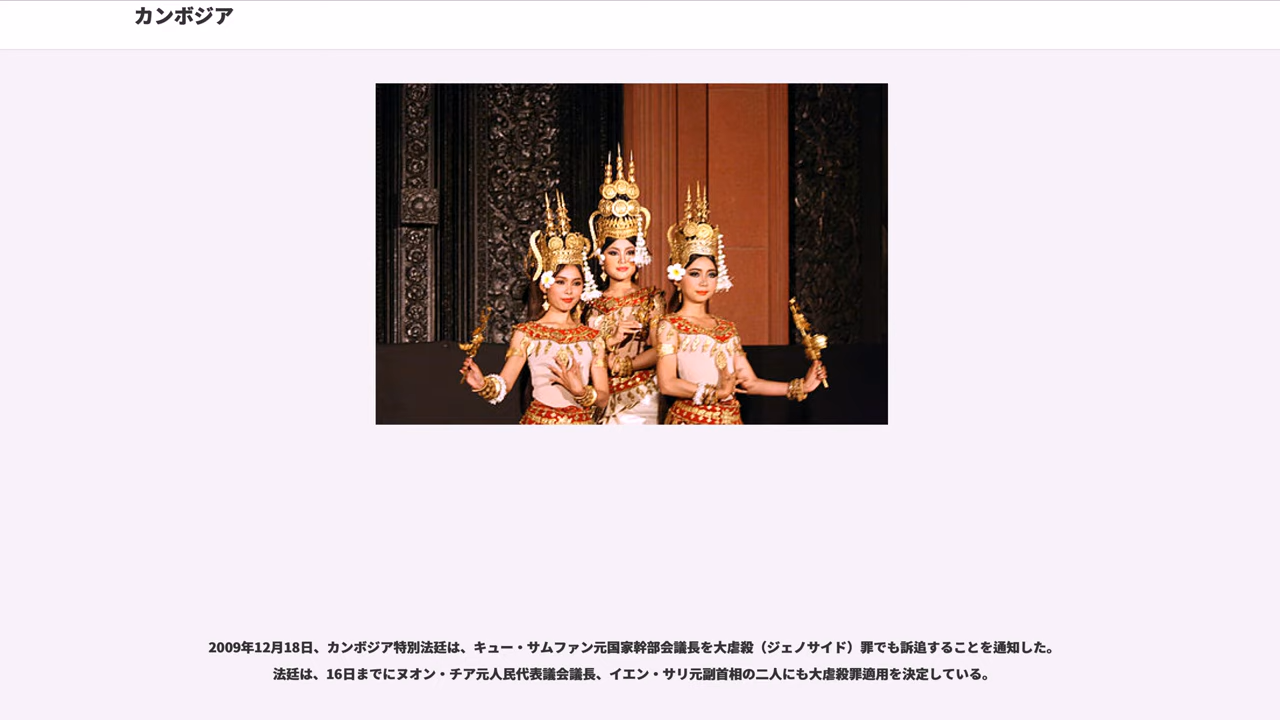 カンボジア
2009年12月18日、カンボジア特別法廷は、キュー・サムファン元国家幹部会議長を大虐殺（ジェノサイド）罪でも訴追することを通知した。
法廷は、16日までにヌオン・チア元人民代表議会議長、イエン・サリ元副首相の二人にも大虐殺罪適用を決定している。